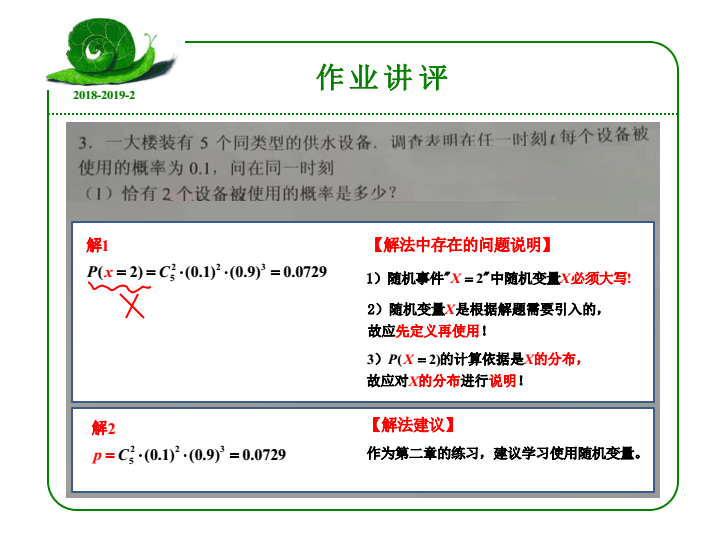 作业讲评
2018-2019-2
3. 一大楼装有 5 个同类型的供水设备. 调查表明在任一时刻 t 每个设备被
使用的概率为 0.1, 问在同一时刻
(1) 恰有 2 个设备被使用的概率是多少?
解1
P(x = 2) = C₅² ·(0.1)² ·(0.9)³ = 0.0729
【解法中存在的问题说明】
1）随机事件"X = 2"中随机变量X必须大写!
2）随机变量X是根据解题需要引入的,
故应先定义再使用!
3）P( X = 2)的计算依据是X的分布,
故应对X的分布进行说明!
解2
p = C₅² ·(0.1)² ·(0.9)³ = 0.0729
【解法建议】
作为第二章的练习, 建议学习使用随机变量。